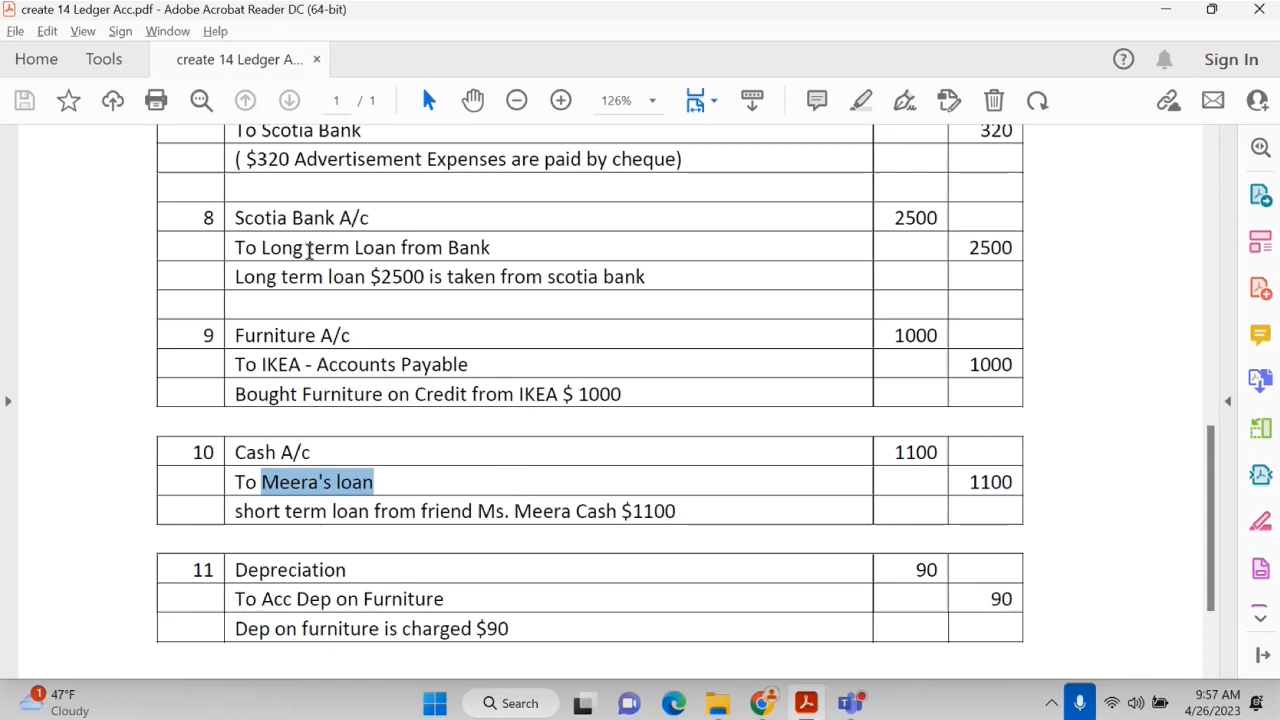 create 14 Ledger Acc.pdf - Adobe Acrobat Reader DC (64-bit)
File Edit View Sign Window Help
Home Tools create 14 Ledger A... × Sign In
1 / 1 126%
To Scotia Bank 320
( $320 Advertisement Expenses are paid by cheque)
8 Scotia Bank A/c 2500
To Long term Loan from Bank 2500
Long term loan $2500 is taken from scotia bank
9 Furniture A/c 1000
To IKEA - Accounts Payable 1000
Bought Furniture on Credit from IKEA $ 1000
10 Cash A/c 1100
To Meera's loan 1100
short term loan from friend Ms. Meera Cash $1100
11 Depreciation 90
To Acc Dep on Furniture 90
Dep on furniture is charged $90
1 47°F
Cloudy
Search
9:57 AM
4/26/2023